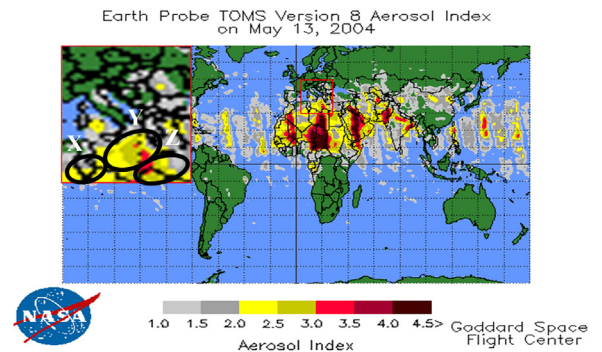 Earth Probe TOMS Version 8 Aerosol Index
on May 13, 2004
X
Y
Z
NASA
1.0 1.5 2.0 2.5 3.0 3.5 4.0 4.5>
Aerosol Index
Goddard Space
Flight Center